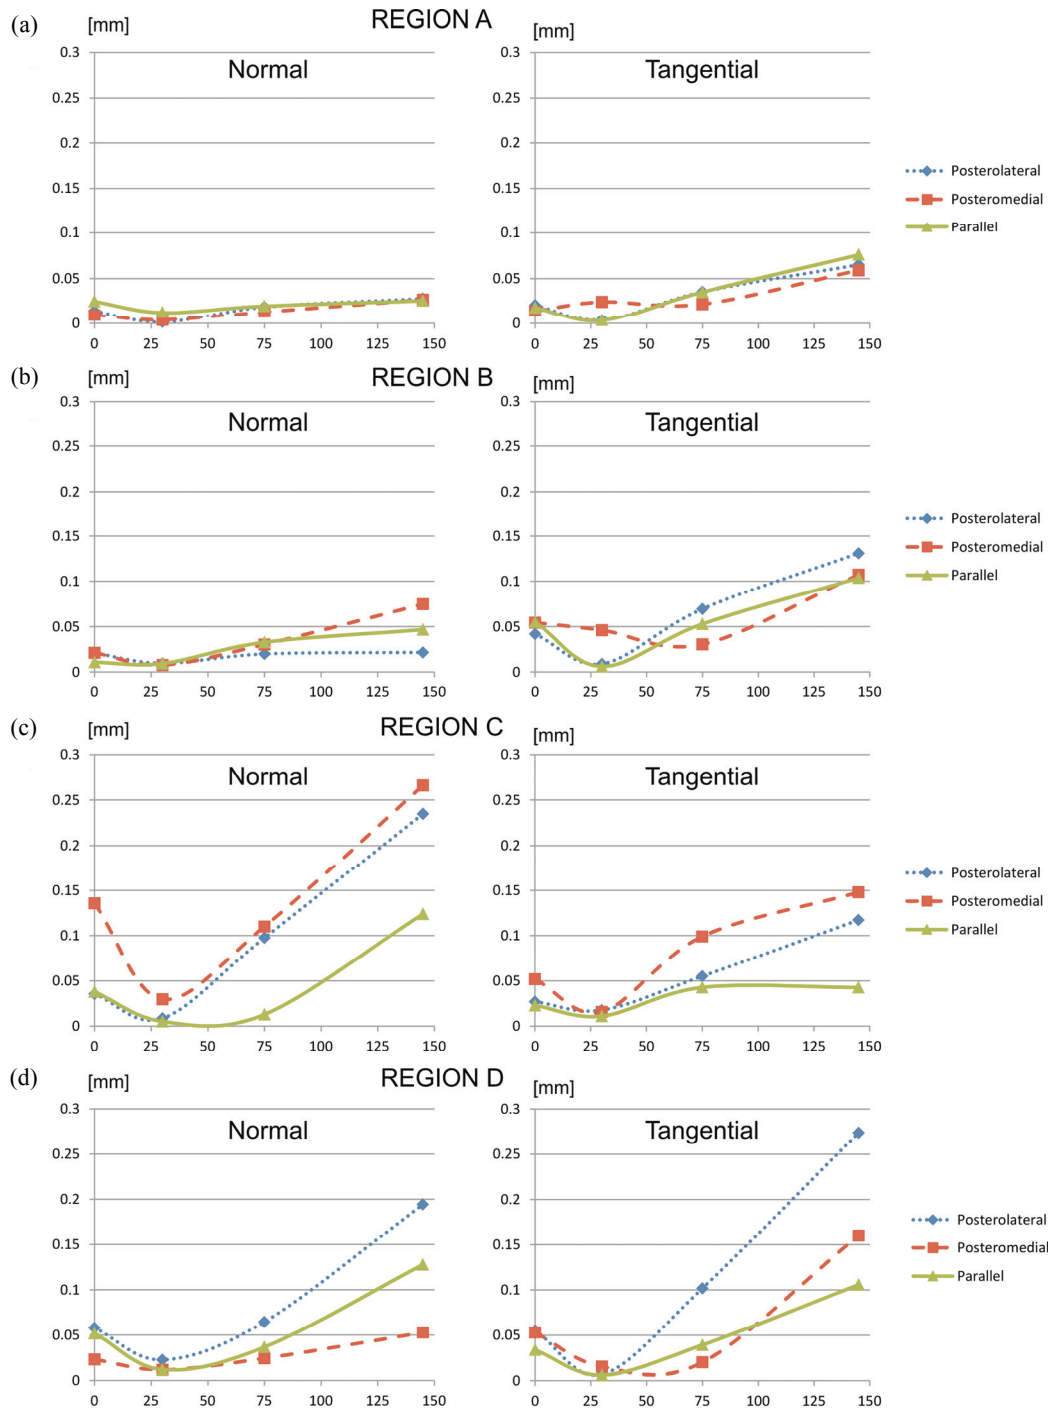 (a) [mm] REGION A [mm]
Normal Tangential
0.3 0.3
0.25 0.25
0.2 0.2
0.15 0.15
0.1 0.1
0.05 0.05
0 0
0 25 50 75 100 125 150 0 25 50 75 100 125 150
Posterolateral
Posteromedial
Parallel
(b) [mm] REGION B [mm]
Normal Tangential
0.3 0.3
0.25 0.25
0.2 0.2
0.15 0.15
0.1 0.1
0.05 0.05
0 0
0 25 50 75 100 125 150 0 25 50 75 100 125 150
Posterolateral
Posteromedial
Parallel
(c) [mm] REGION C [mm]
Normal Tangential
0.3 0.3
0.25 0.25
0.2 0.2
0.15 0.15
0.1 0.1
0.05 0.05
0 0
0 25 50 75 100 125 150 0 25 50 75 100 125 150
Posterolateral
Posteromedial
Parallel
(d) [mm] REGION D [mm]
Normal Tangential
0.3 0.3
0.25 0.25
0.2 0.2
0.15 0.15
0.1 0.1
0.05 0.05
0 0
0 25 50 75 100 125 150 0 25 50 75 100 125 150
Posterolateral
Posteromedial
Parallel